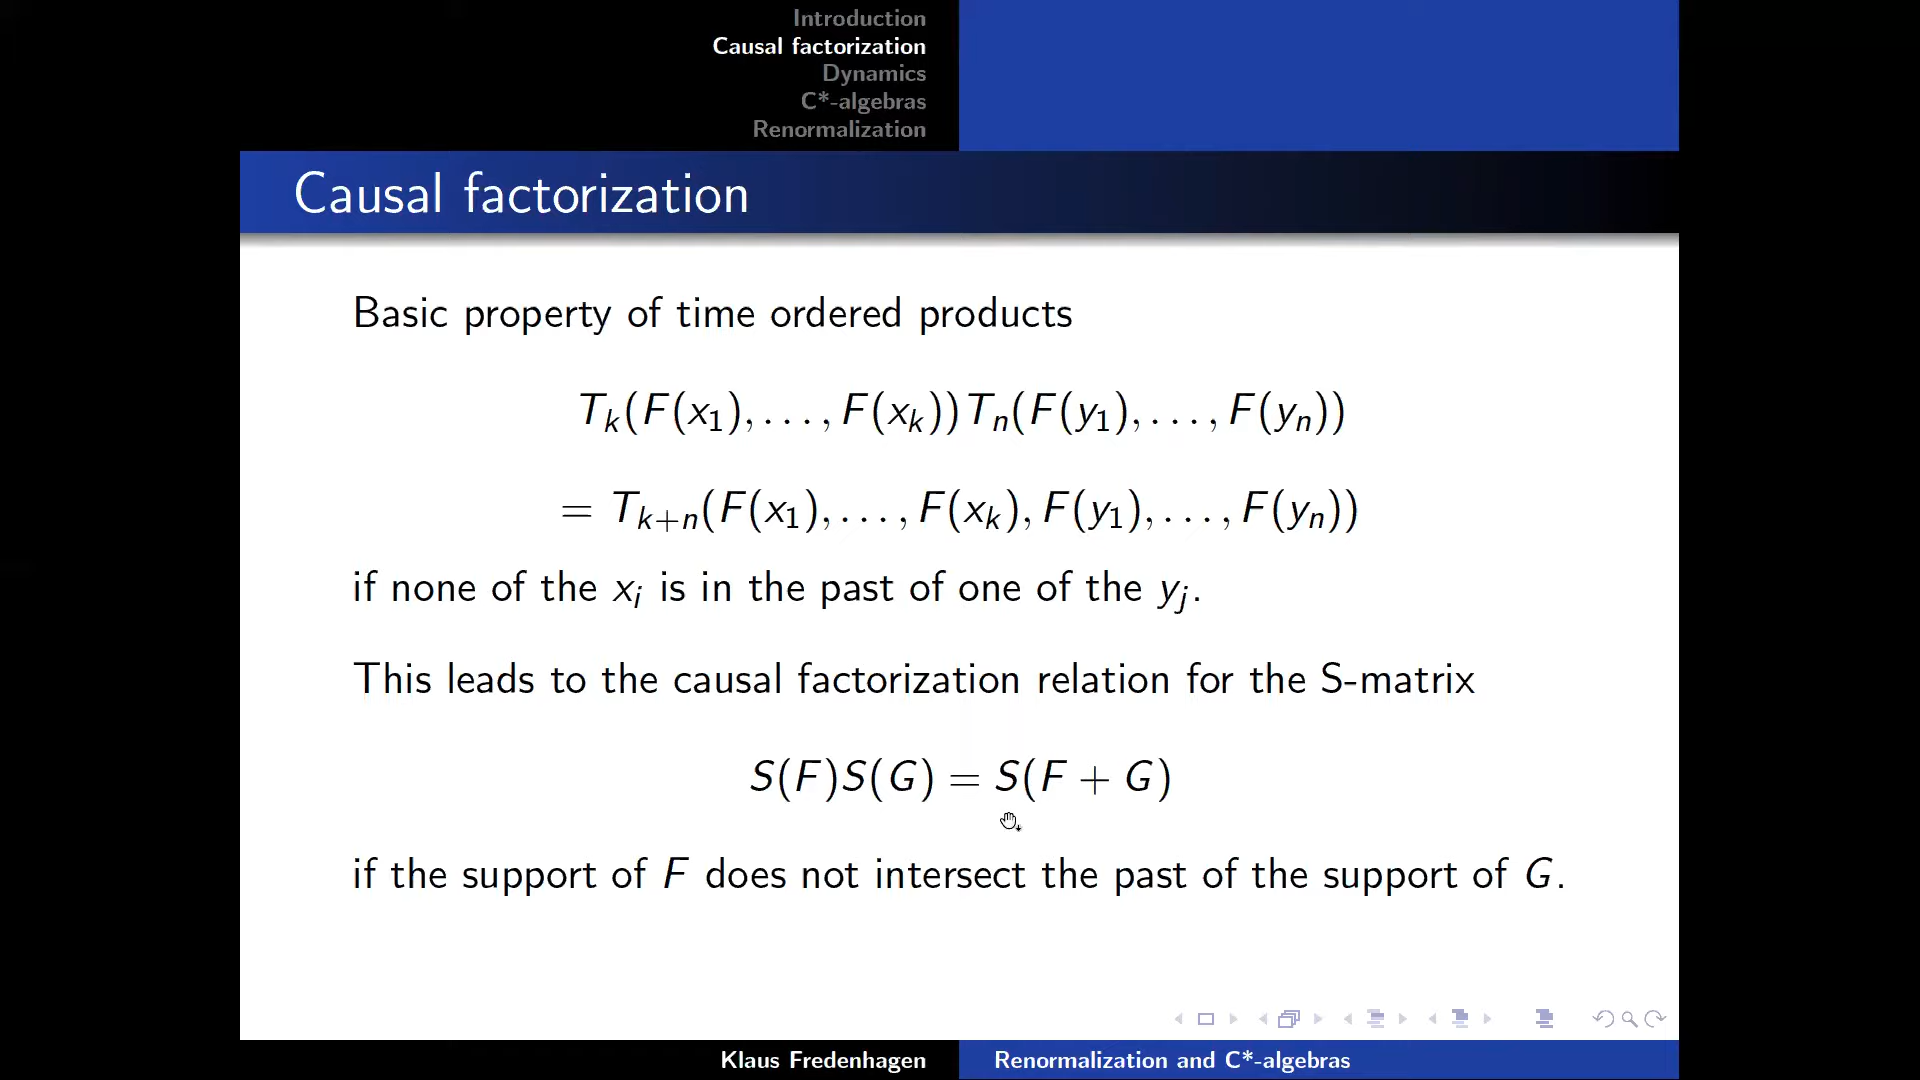 Introduction
Causal factorization
Dynamics
C*-algebras
Renormalization
Causal factorization
Basic property of time ordered products
T_k(F(x_1), . . . , F(x_k))T_n(F(y_1), . . . , F(y_n))
= T_{k+n}(F(x_1), . . . , F(x_k), F(y_1), . . . , F(y_n))
if none of the x_i is in the past of one of the y_j.
This leads to the causal factorization relation for the S-matrix
S(F)S(G) = S(F + G)
if the support of F does not intersect the past of the support of G.
Klaus Fredenhagen
Renormalization and C*-algebras